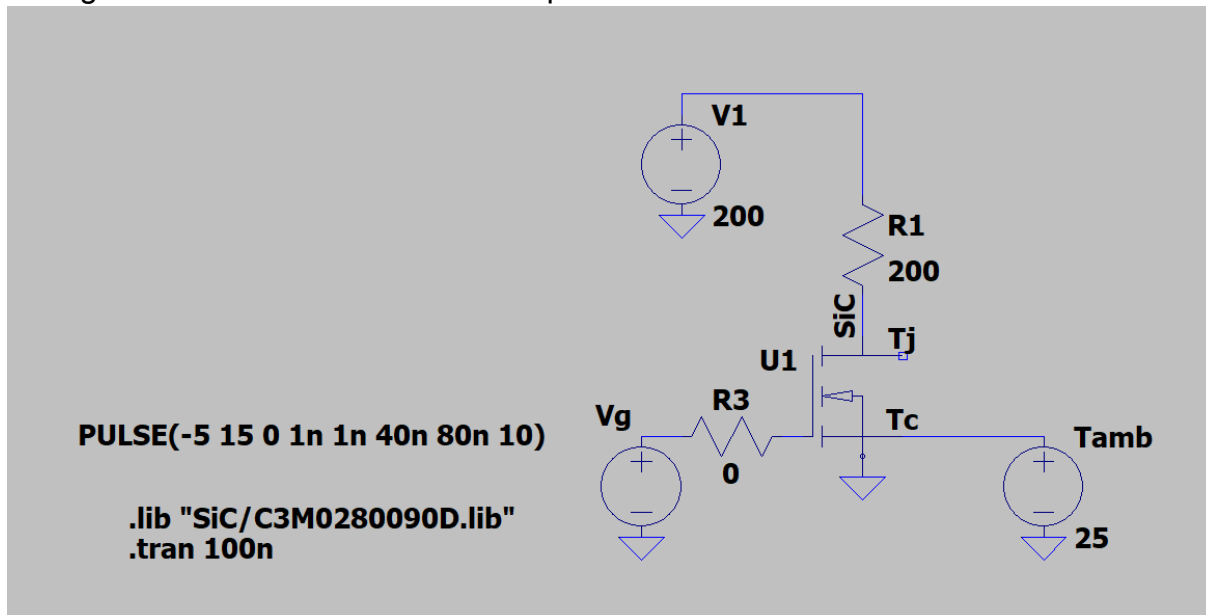 V1
200
R1
200
SiC
Tj
U1
R3
Vg
Tc
Tamb
PULSE(-5 15 0 1n 1n 40n 80n 10)
0
.lib "SiC/C3M0280090D.lib"
.tran 100n
25